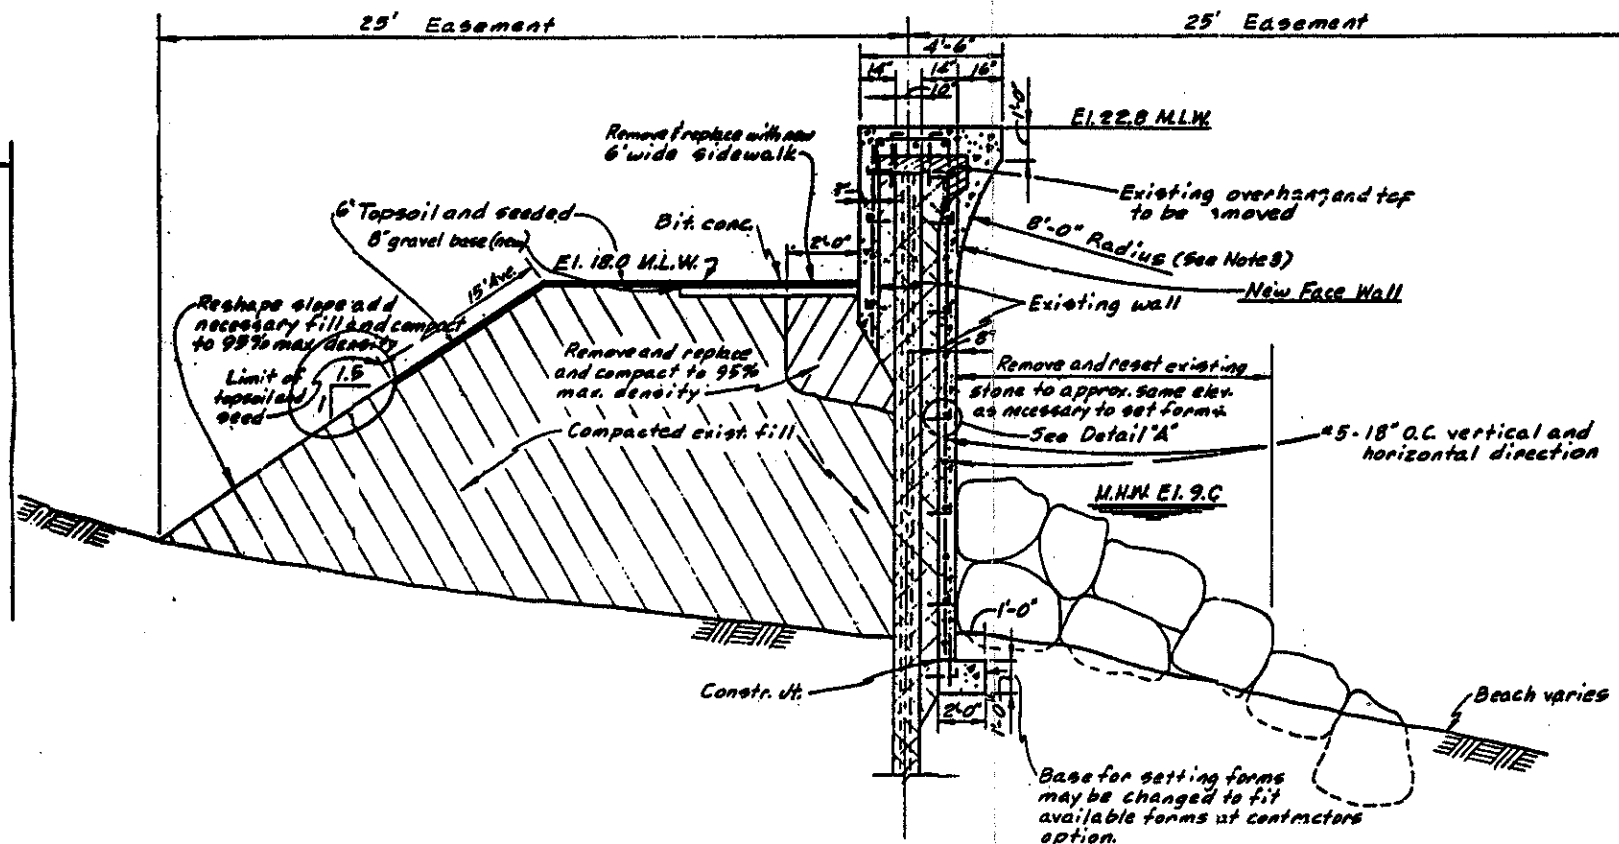 25' Easement
25' Easement
4'-6"
14"
14"
16"
10"
1'-0"
El. 22.8 M.L.W.
Remove & replace with new
6' wide sidewalk
Existing overhang and
to be moved
6" Topsoil and seeded
8" gravel base (new)
Bit. conc.
2'-0"
El. 18.0 M.L.W.
15' Ave.
8'-0" Radius (See Note 3)
New Face Wall
Existing wall
8"
Reshape slope add
necessary fill and compact
to 95% max. density
Limit of
topsoil and
seed
1.5
1
Remove and replace
and compact to 95%
max. density
Compacted exist. fill
Remove and reset existing
stone to approx. same elev.
as necessary to set forms.
See Detail "A"
#5-18" O.C. vertical and
horizontal direction
M.H.W. El. 9.
1'-0"
Constr. Jt.
2'-0"
1'-0"
Beach varies
Base for setting forms
may be changed to fit
available forms at contractors
option.